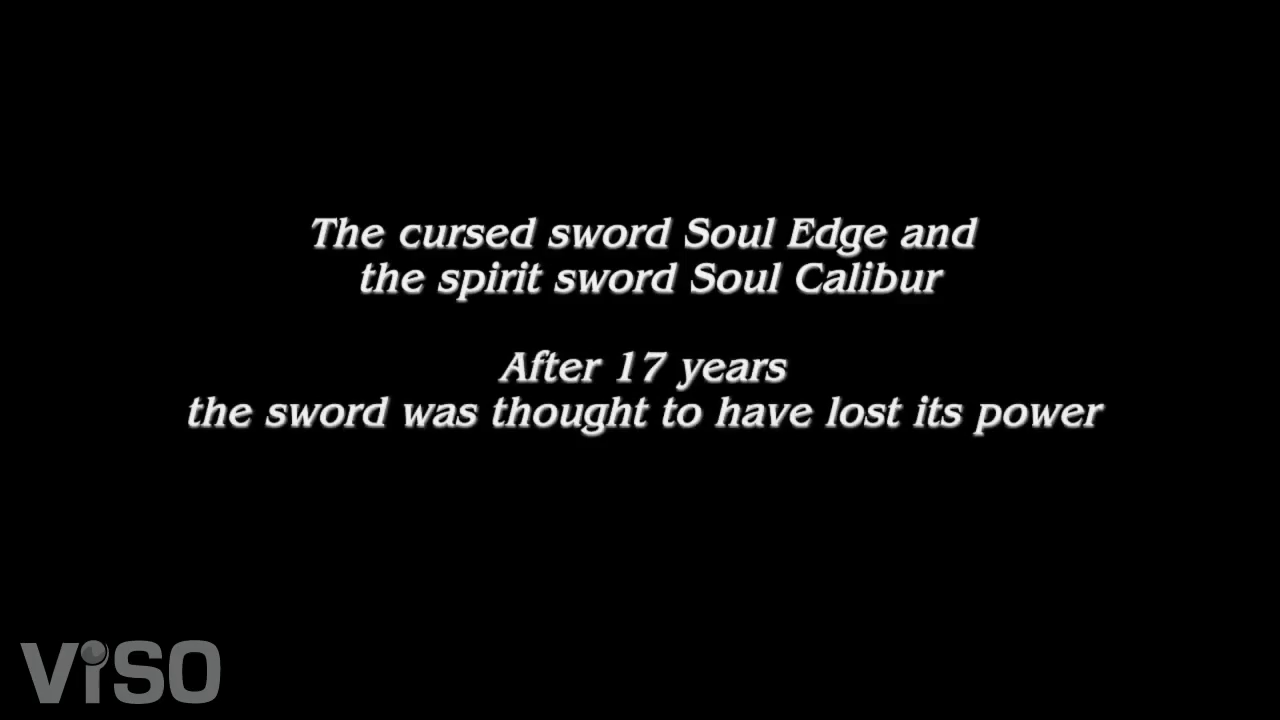 The cursed sword Soul Edge and
the spirit sword Soul Calibur
After 17 years
the sword was thought to have lost its power
ViSO